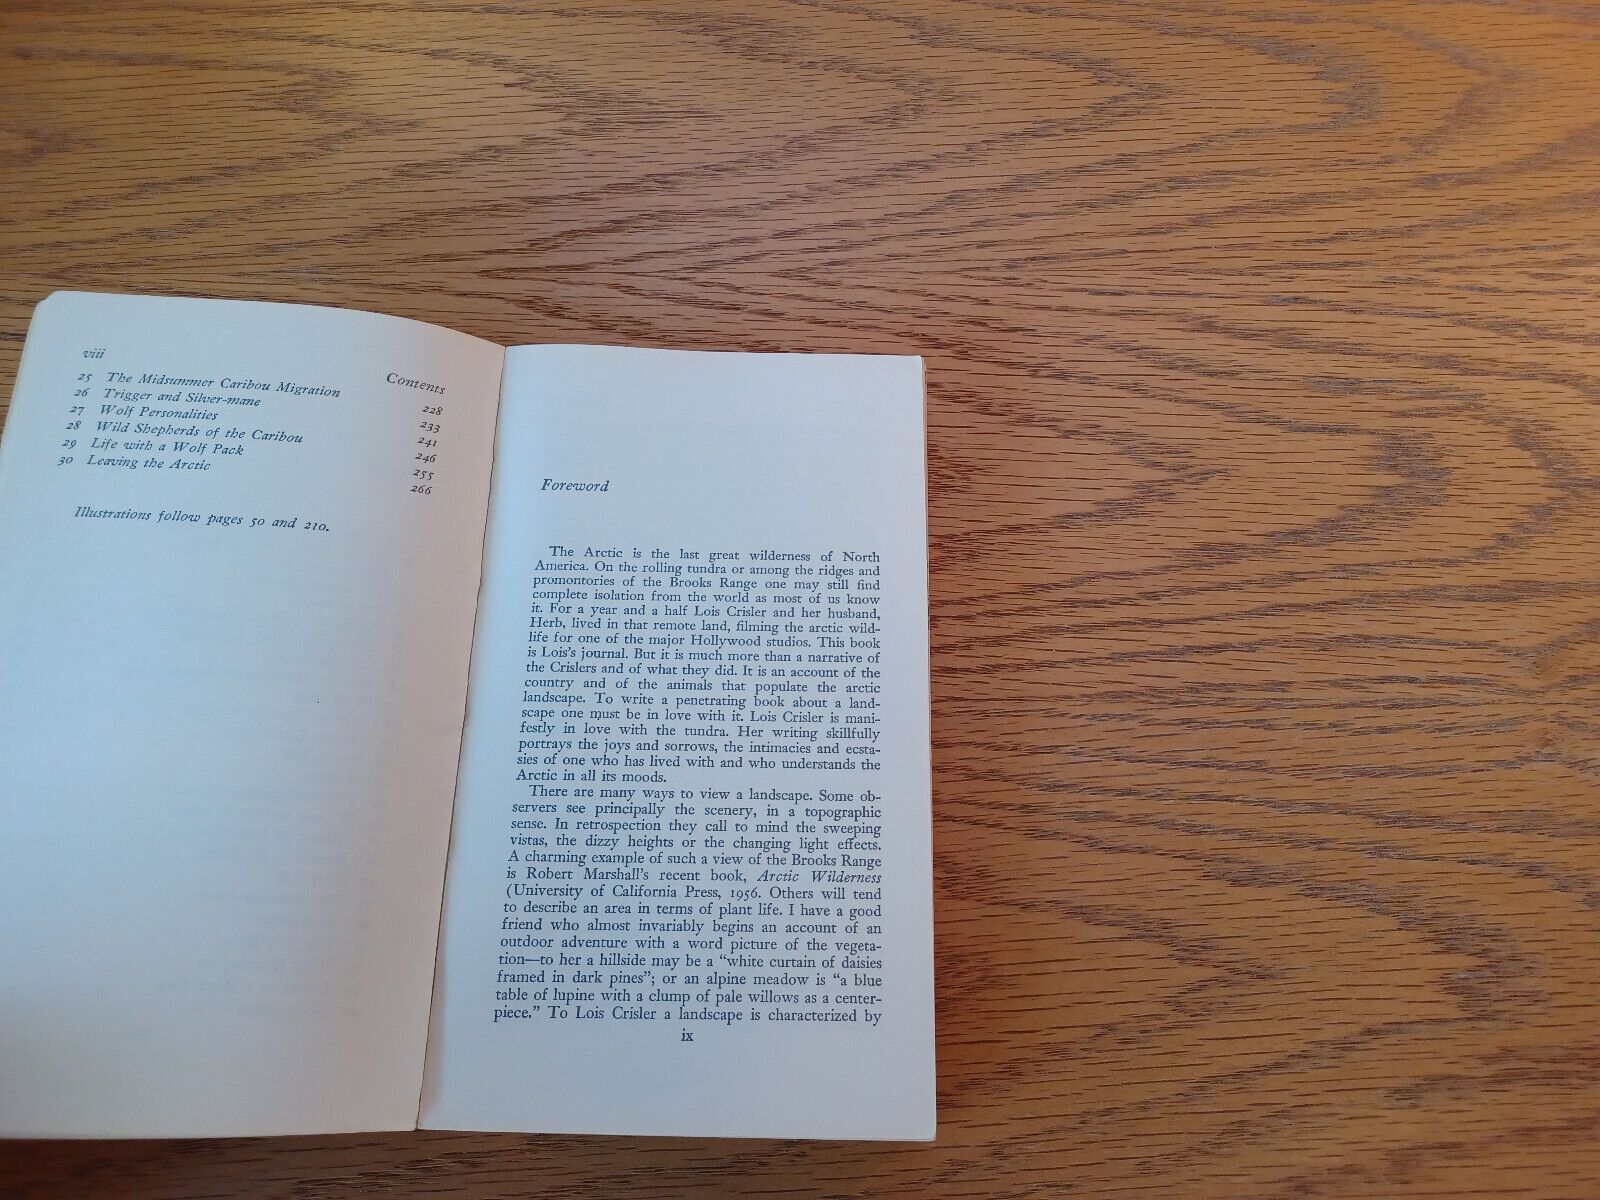 viii
Contents
25 The Midsummer Caribou Migration 228
26 Trigger and Silver-mane 233
27 Wolf Personalities 241
28 Wild Shepherds of the Caribou 246
29 Life with a Wolf Pack 255
30 Leaving the Arctic 266
Illustrations follow pages 50 and 210.
Foreword
The Arctic is the last great wilderness of North
America. On the rolling tundra or among the ridges and
promontories of the Brooks Range one may still find
complete isolation from the world as most of us know
it. For a year and a half Lois Crisler and her husband,
Herb, lived in that remote land, filming the arctic wild-
life for one of the major Hollywood studios. This book
is Lois's journal. But it is much more than a narrative of
the Crislers and of what they did. It is an account of the
country and of the animals that populate the arctic
landscape. To write a penetrating book about a land-
scape one must be in love with it. Lois Crisler is mani-
festly in love with the tundra. Her writing skillfully
portrays the joys and sorrows, the intimacies and ecsta-
sies of one who has lived with and who understands the
Arctic in all its moods.
There are many ways to view a landscape. Some ob-
servers see principally the scenery, in a topographic
sense. In retrospection they call to mind the sweeping
vistas, the dizzy heights or the changing light effects.
A charming example of such a view of the Brooks Range
is Robert Marshall's recent book, Arctic Wilderness
(University of California Press, 1956. Others will tend
to describe an area in terms of plant life. I have a good
friend who almost invariably begins an account of an
outdoor adventure with a word picture of the vegeta-
tion—to her a hillside may be a "white curtain of daisies
framed in dark pines"; or an alpine meadow is "a blue
table of lupine with a clump of pale willows as a center-
piece." To Lois Crisler a landscape is characterized by
ix